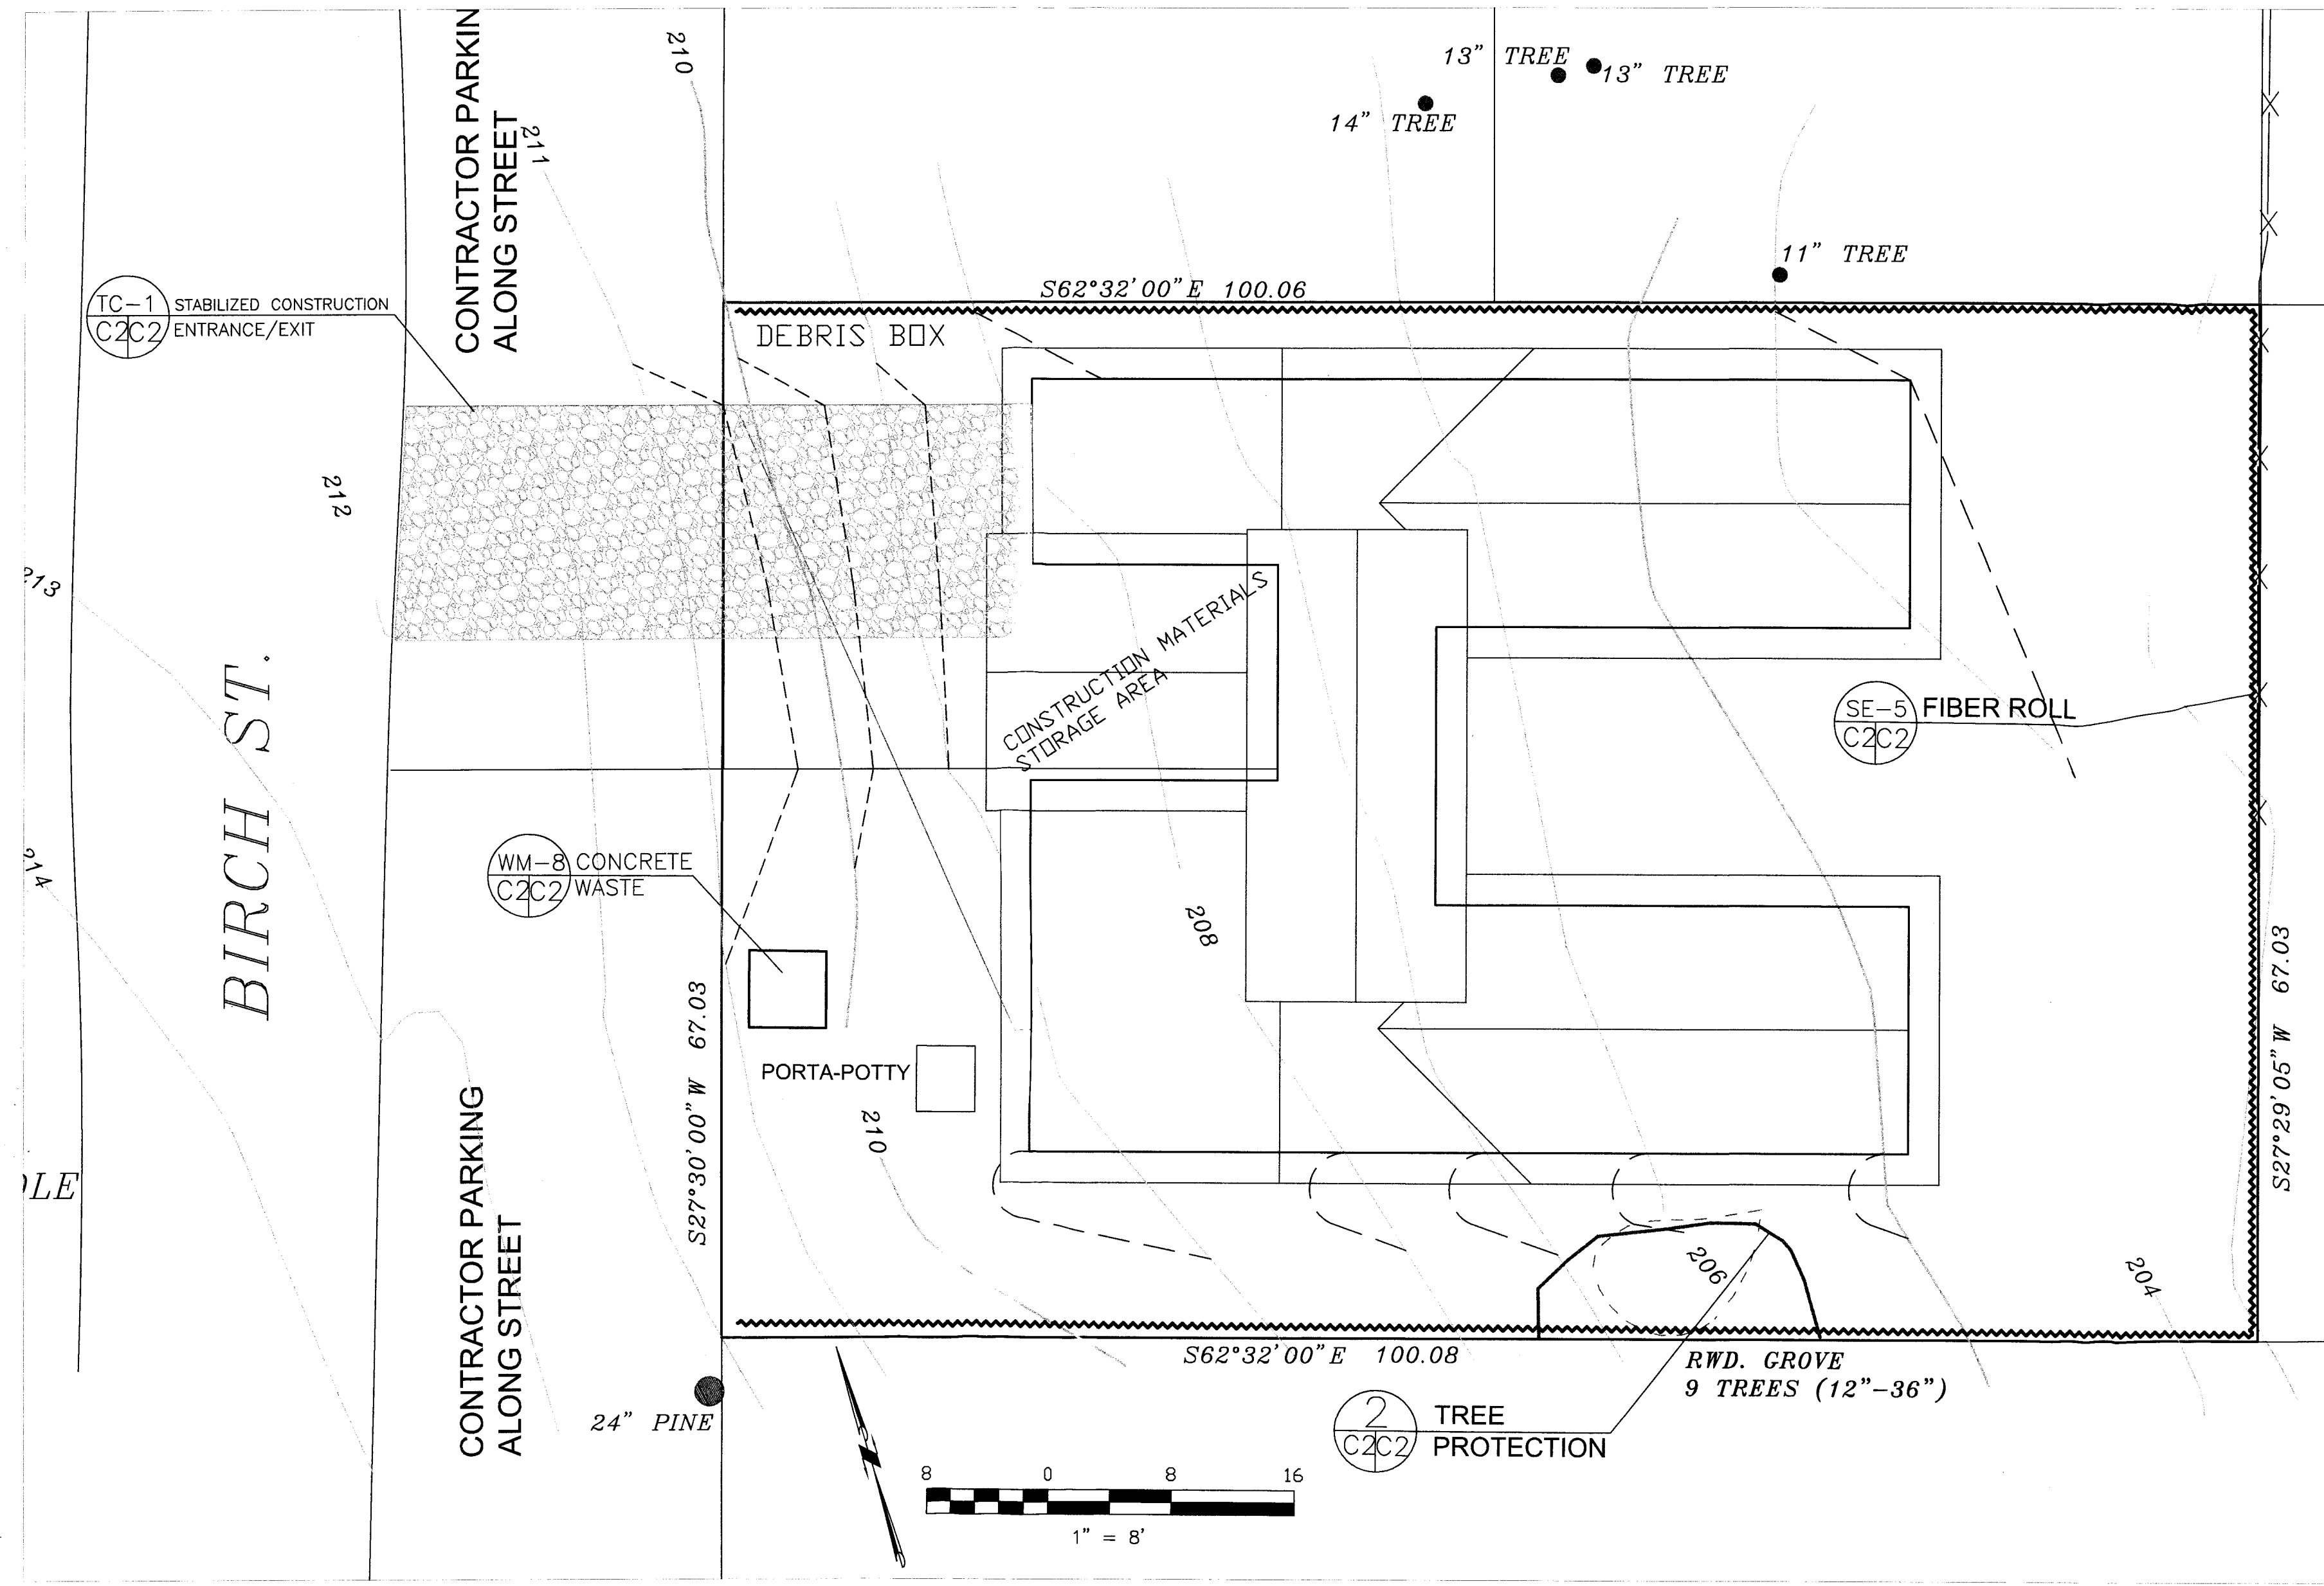 CONTRACTOR PARKIN
ALONG STREET
210
211
13" TREE
13" TREE
14" TREE
11" TREE
S62°32'00"E 100.06
TC-1
C2 C2
STABILIZED CONSTRUCTION
ENTRANCE/EXIT
DEBRIS BOX
212
213
BIRCH ST.
CONSTRUCTION MATERIALS
STORAGE AREA
SE-5
C2 C2
FIBER ROLL
214
WM-8
C2 C2
CONCRETE
WASTE
208
S27°30'00"W 67.03
S27°29'05"W 67.03
PORTA-POTTY
210
CONTRACTOR PARKING
ALONG STREET
206
204
S62°32'00"E 100.08
RWD. GROVE
9 TREES (12"-36")
24" PINE
2
C2 C2
TREE
PROTECTION
8 0 8 16
1" = 8'